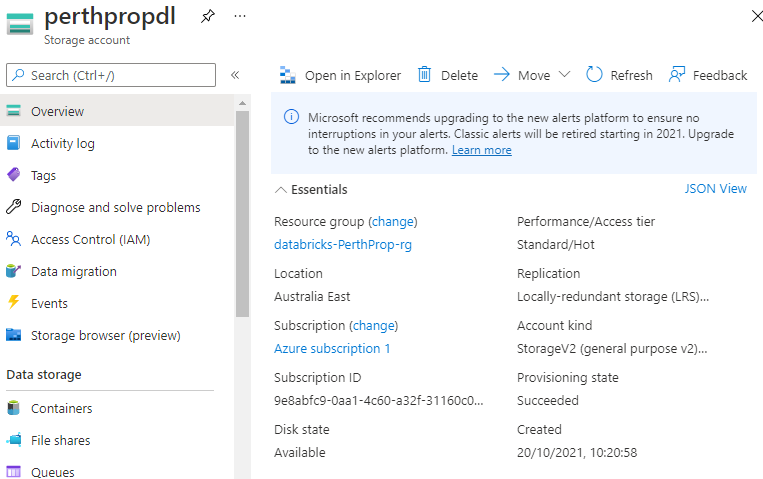 perthpropdl
Storage account
Search (Ctrl+/)
Overview
Activity log
Tags
Diagnose and solve problems
Access Control (IAM)
Data migration
Events
Storage browser (preview)
Data storage
Containers
File shares
Queues
Open in Explorer
Delete
Move
Refresh
Feedback
Microsoft recommends upgrading to the new alerts platform to ensure no
interruptions in your alerts. Classic alerts will be retired starting in 2021. Upgrade
to the new alerts platform. Learn more
Essentials
JSON View
Resource group (change)
databricks-PerthProp-rg
Location
Australia East
Subscription (change)
Azure subscription 1
Subscription ID
9e8abfc9-0aa1-4c60-a32f-31160c0...
Disk state
Available
Performance/Access tier
Standard/Hot
Replication
Locally-redundant storage (LRS)...
Account kind
StorageV2 (general purpose v2)...
Provisioning state
Succeeded
Created
20/10/2021, 10:20:58